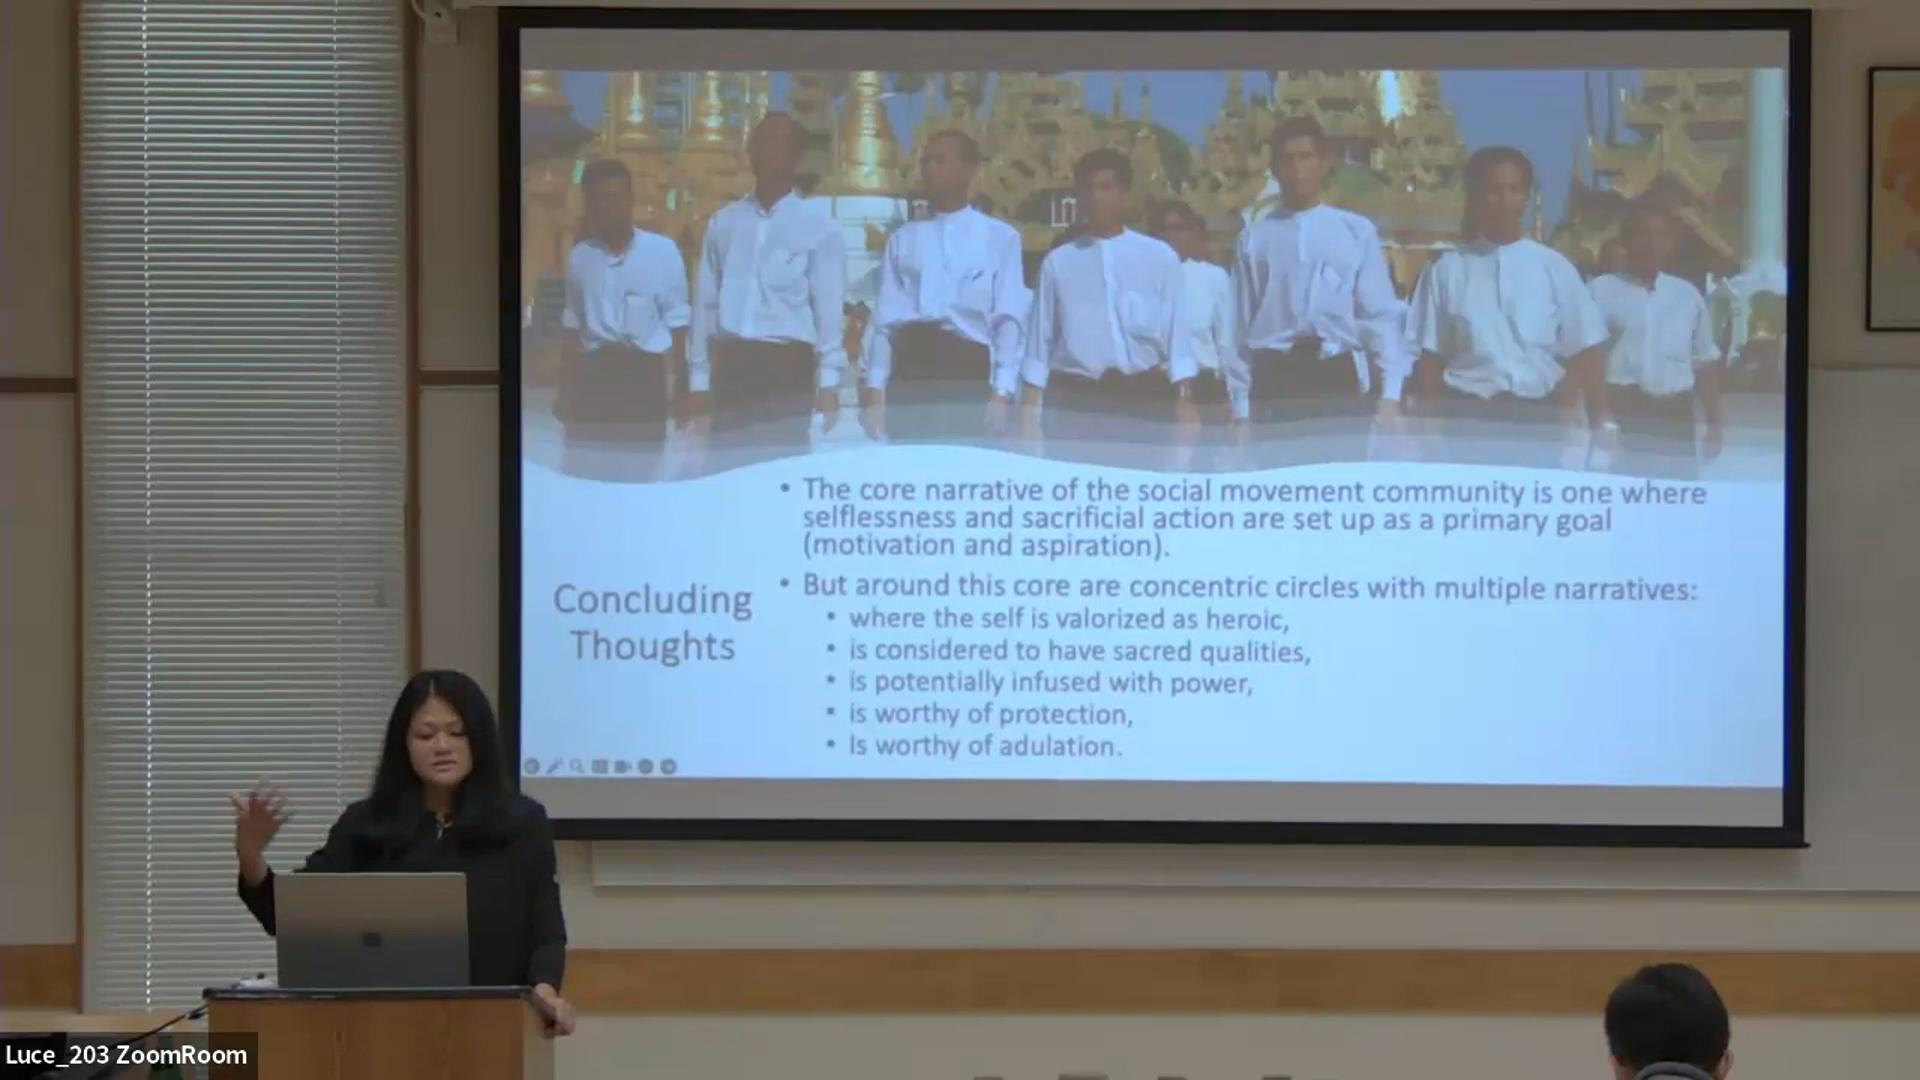 Concluding
Thoughts
• The core narrative of the social movement community is one where
selflessness and sacrificial action are set up as a primary goal
(motivation and aspiration).
• But around this core are concentric circles with multiple narratives:
• where the self is valorized as heroic,
• is considered to have sacred qualities,
• is potentially infused with power,
• is worthy of protection,
• Is worthy of adulation.
Luce_203 ZoomRoom